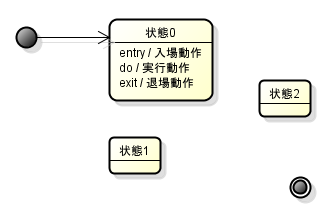 状態0
entry / 入場動作
do / 実行動作
exit / 退場動作
状態2
状態1